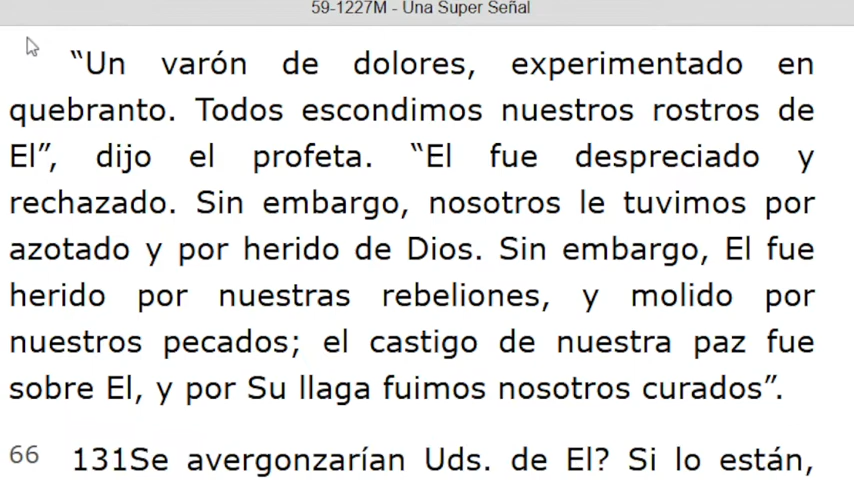 59-1227M - Una Super Señal
“Un varón de dolores, experimentado en
quebranto. Todos escondimos nuestros rostros de
El”, dijo el profeta. “El fue despreciado y
rechazado. Sin embargo, nosotros le tuvimos por
azotado y por herido de Dios. Sin embargo, El fue
herido por nuestras rebeliones, y molido por
nuestros pecados; el castigo de nuestra paz fue
sobre El, y por Su llaga fuimos nosotros curados”.
66 131Se avergonzarían Uds. de El? Si lo están,